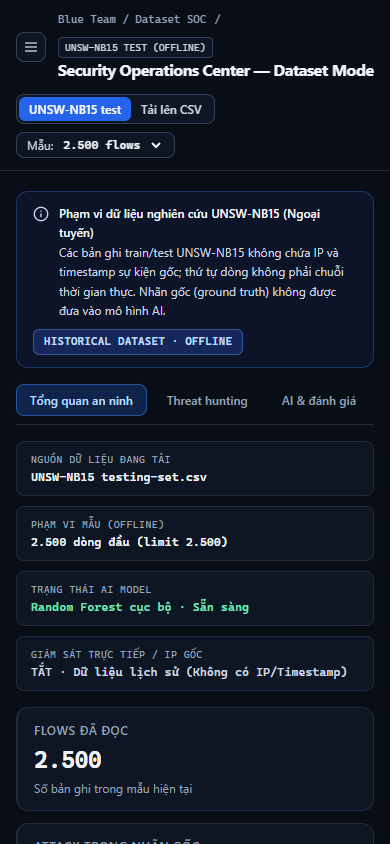 Blue Team / Dataset SOC /
UNSW-NB15 TEST (OFFLINE)
Security Operations Center — Dataset Mode
UNSW-NB15 test
Tải lên CSV
Mẫu: 2.500 flows
Phạm vi dữ liệu nghiên cứu UNSW-NB15 (Ngoại
tuyến)
Các bản ghi train/test UNSW-NB15 không chứa IP và
timestamp sự kiện gốc; thứ tự dòng không phải chuỗi
thời gian thực. Nhãn gốc (ground truth) không được
đưa vào mô hình AI.
HISTORICAL DATASET · OFFLINE
Tổng quan an ninh
Threat hunting
AI & đánh giá
NGUỒN DỮ LIỆU ĐANG TẢI
UNSW-NB15 testing-set.csv
PHẠM VI MẪU (OFFLINE)
2.500 dòng đầu (limit 2.500)
TRẠNG THÁI AI MODEL
Random Forest cục bộ · Sẵn sàng
GIÁM SÁT TRỰC TIẾP / IP GỐC
TẮT · Dữ liệu lịch sử (Không có IP/Timestamp)
FLOWS ĐÃ ĐỌC
2.500
Số bản ghi trong mẫu hiện tại
ATTACK TRONG NHÃN GỐC